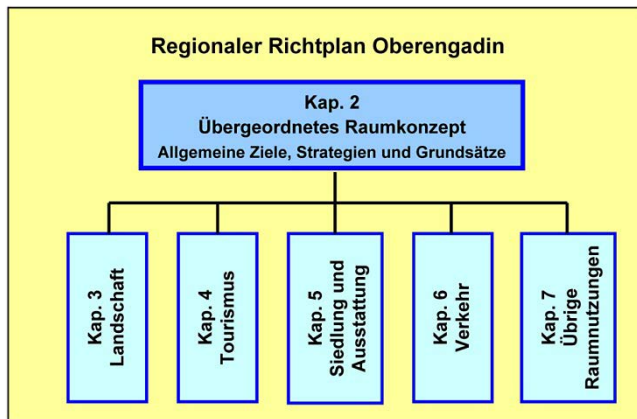 Regionaler Richtplan Oberengadin
Kap. 2
Übergeordnetes Raumkonzept
Allgemeine Ziele, Strategien und Grundsätze
Kap. 3
Landschaft
Kap. 4
Tourismus
Kap. 5
Siedlung und
Ausstattung
Kap. 6
Verkehr
Kap. 7
Übrige
Raumnutzungen